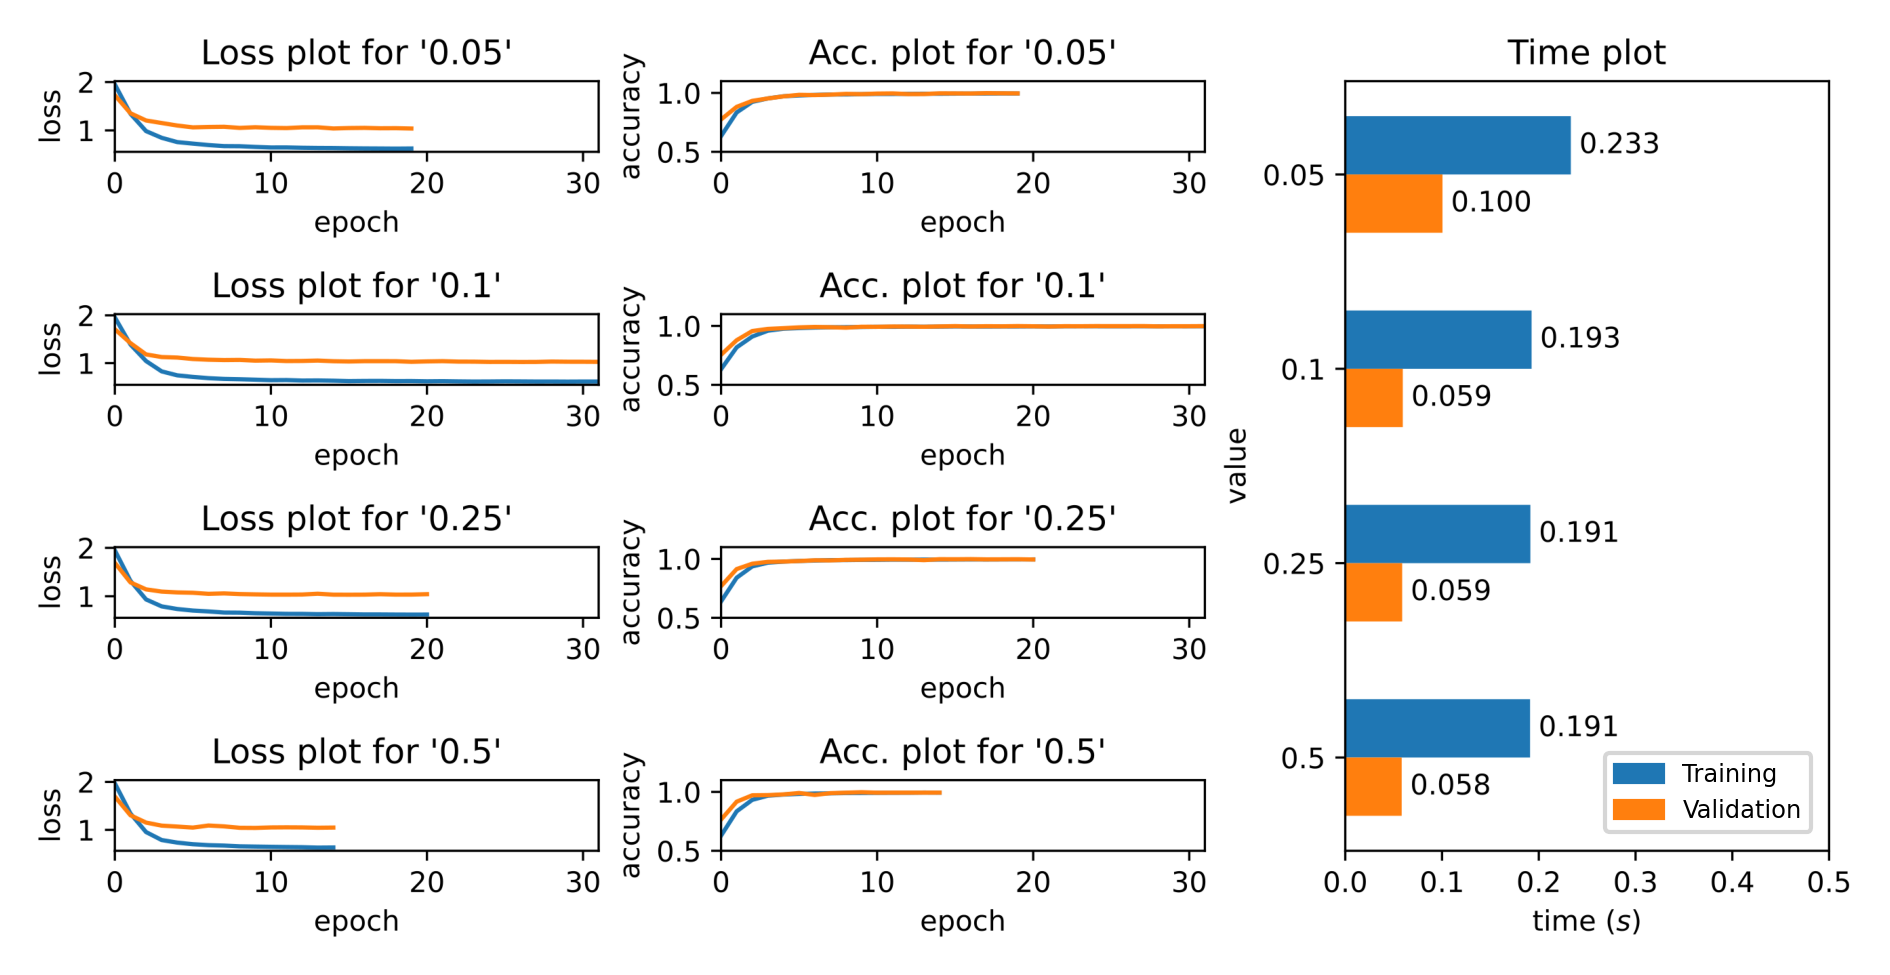 Loss plot for '0.05'
2
1
loss
0 10 20 30
epoch
Acc. plot for '0.05'
1.0
0.5
accuracy
0 10 20 30
epoch
Loss plot for '0.1'
2
1
loss
0 10 20 30
epoch
Acc. plot for '0.1'
1.0
0.5
accuracy
0 10 20 30
epoch
Loss plot for '0.25'
2
1
loss
0 10 20 30
epoch
Acc. plot for '0.25'
1.0
0.5
accuracy
0 10 20 30
epoch
Loss plot for '0.5'
2
1
loss
0 10 20 30
epoch
Acc. plot for '0.5'
1.0
0.5
accuracy
0 10 20 30
epoch
Time plot
value
0.05
0.233
0.100
0.1
0.193
0.059
0.25
0.191
0.059
0.5
0.191
0.058
Training
Validation
0.0 0.1 0.2 0.3 0.4 0.5
time (s)